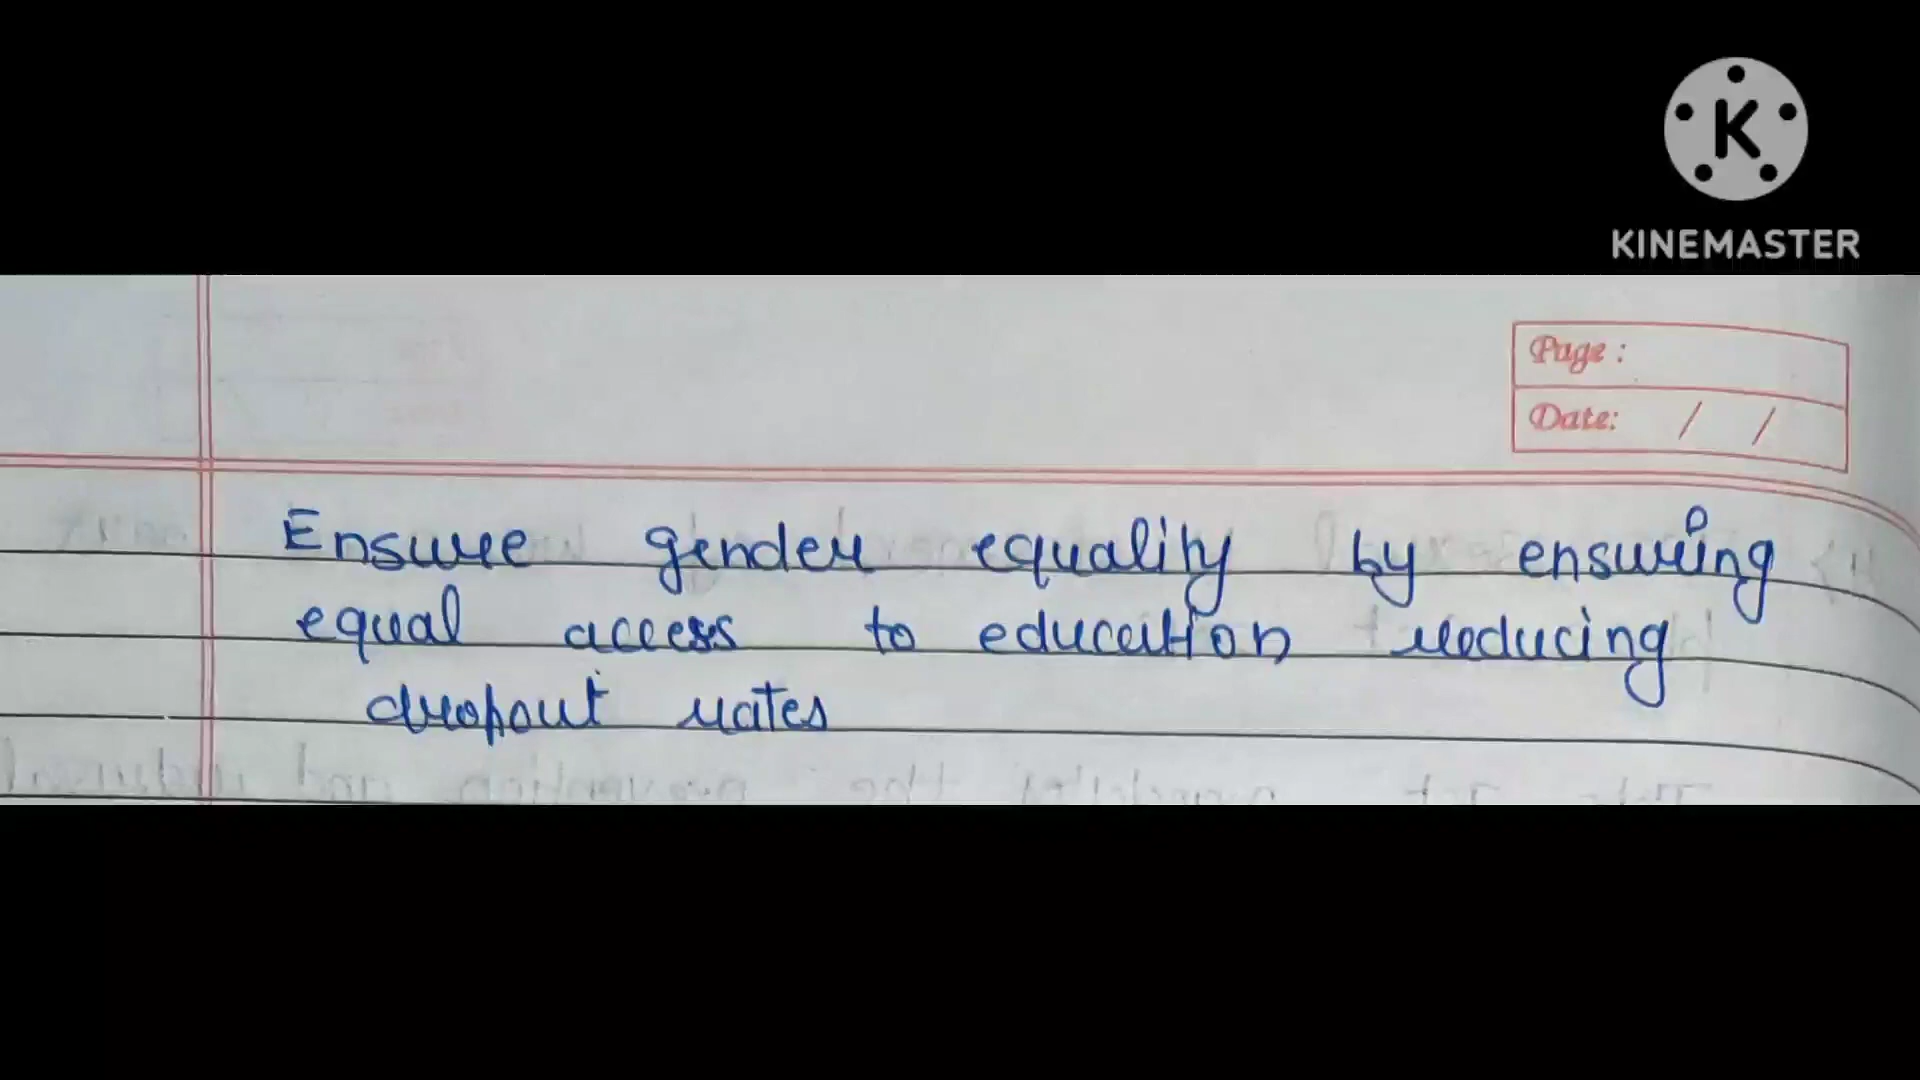 K
KINEMASTER
Page :
Date: / /
Ensure gender equality by ensuring
equal access to education reducing
dropout rates